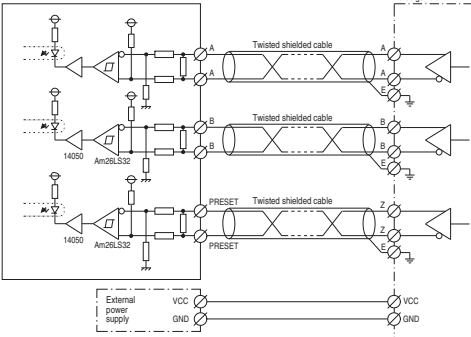 A
Twisted shielded cable
A
A
A
E
B
Twisted shielded cable
B
B
B
E
14050
Am26LS32
PRESET
Twisted shielded cable
Z
PRESET
Z
E
14050
Am26LS32
External
power
supply
VCC
VCC
GND
GND